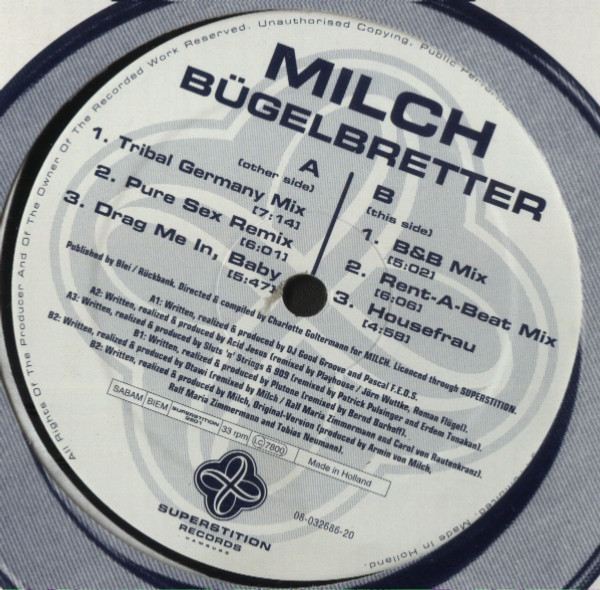 All Rights Of The Producer And Of The Owner Of The Recorded Work Reserved. Unauthorised Copying, Public
Made In Holland.
MILCH
BÜGELBRETTER
A
(other side)
1. Tribal Germany Mix
[7:14]
2. Pure Sex Remix
[6:01]
3. Drag Me In, Baby
[5:47]
B
(this side)
1. B&B Mix
[5:02]
2. Rent-A-Beat Mix
[6:06]
3. Housefrau
[4:58]
Published by Blei / Rückbank. Directed & compiled by Charlotte Goltermann for MILCH. Licenced through SUPERSTITION.
A1: Written, realized & produced by DJ Good Groove and Pascal F.E.O.S.
A2: Written, realized & produced by Acid Jesus (remixed by Playhouse / Jörn Wuttke, Roman Flügel).
A3: Written, realized & produced by Sluts 'n' Strings & 909 (remixed by Patrick Pulsinger and Erdem Tunakan).
B1: Written, realized & produced by Plutone (remixed by Bernd Burhoff).
B2: Written, realized & produced by Otawi (remixed by Milch / Ralf Maria Zimmermann and Carol von Rautenkranz).
B2: Written, realized & produced by Milch, Original-Version (produced by Armin von Milch,
Ralf Maria Zimmermann and Tobias Neumann).
SABAM BIEM SUPERSTITION 33 rpm LC 7800 Made in Holland
SUPERSTITION
RECORDS
HAMBURG
08-032686-20